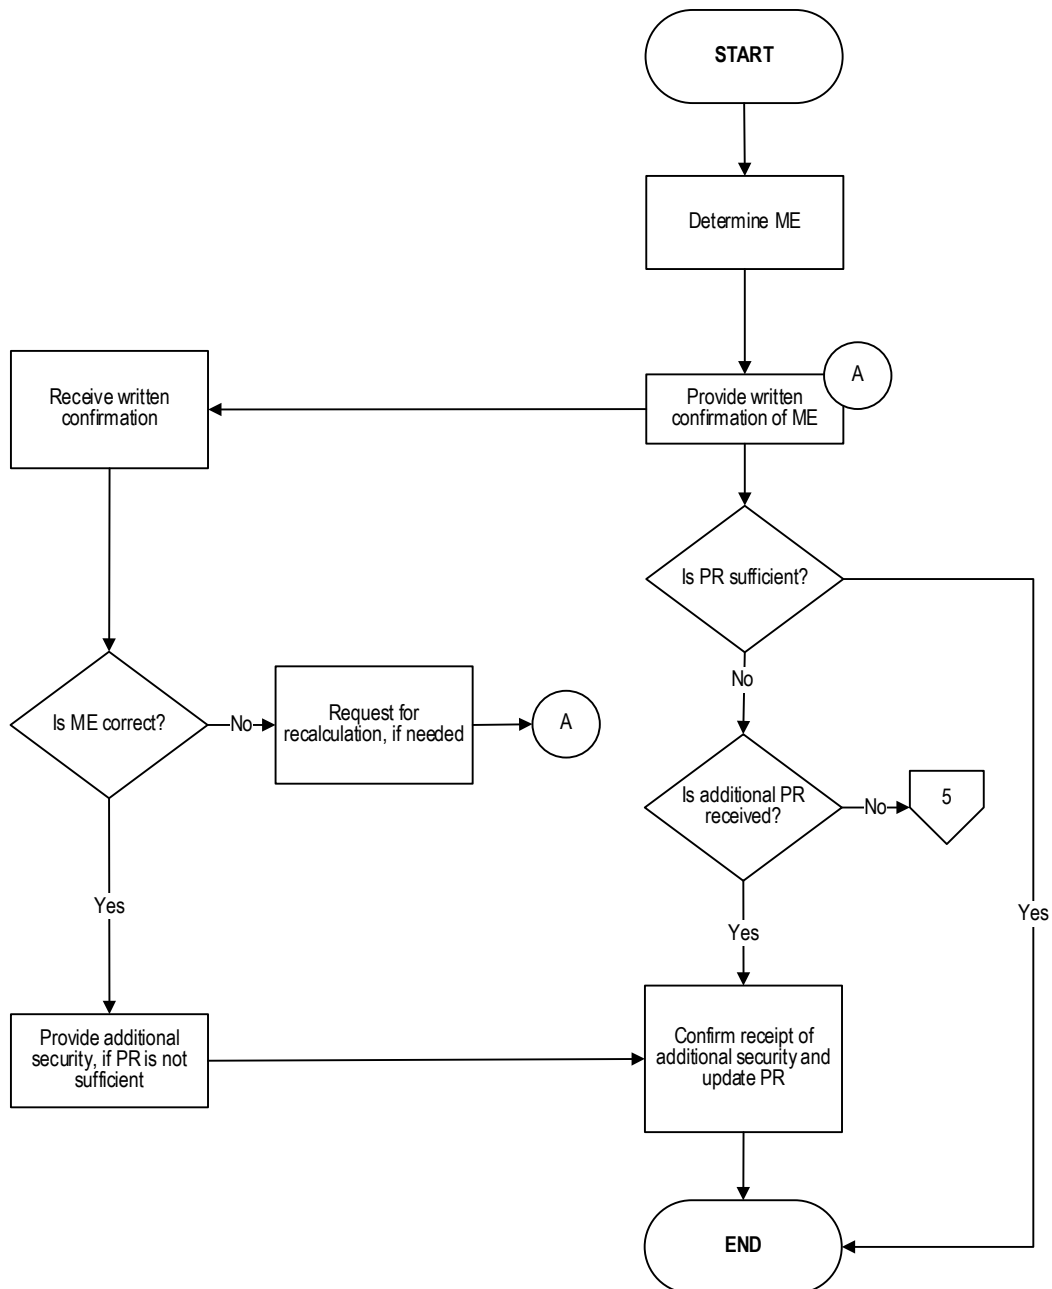 START
Determine ME
A
Provide written
confirmation of ME
Receive written
confirmation
Is PR sufficient?
No
Is ME correct?
No
Request for
recalculation, if needed
A
Is additional PR
received?
No
5
Yes
Yes
Yes
Provide additional
security, if PR is not
sufficient
Confirm receipt of
additional security and
update PR
END